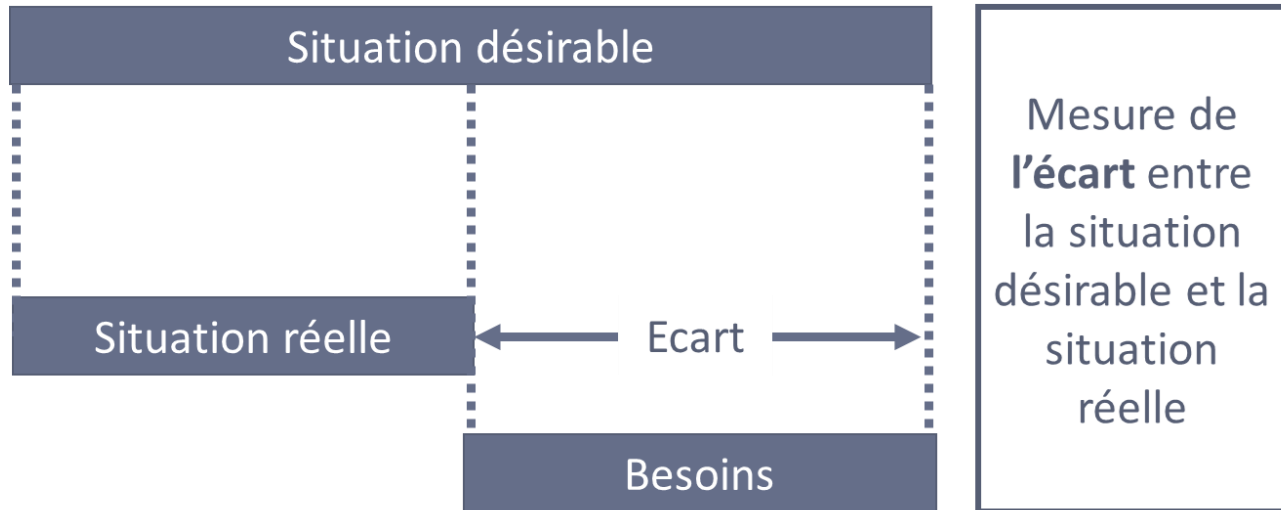 Situation désirable
Situation réelle
Ecart
Besoins
Mesure de
l’écart entre
la situation
désirable et la
situation
réelle